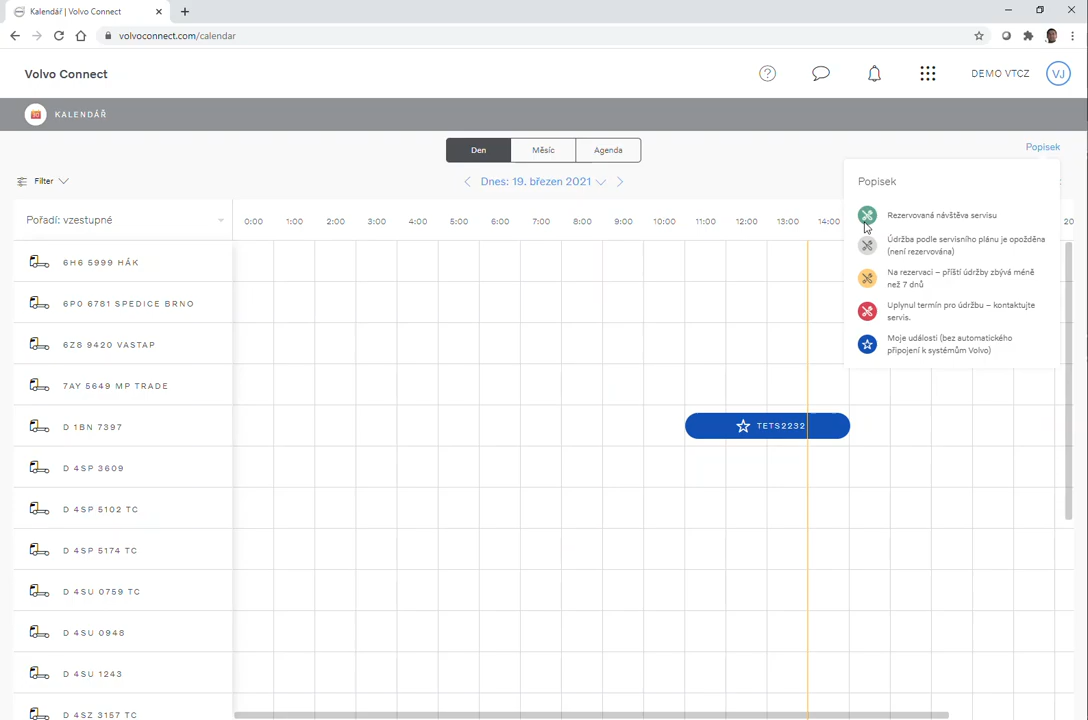 Kalendář | Volvo Connect
volvoconnect.com/calendar
Volvo Connect
DEMO VTCZ
VJ
KALENDÁŘ
Den
Měsíc
Agenda
Popisek
Filter
Dnes: 19. březen 2021
Popisek
Pořadí: vzestupné
0:00 1:00 2:00 3:00 4:00 5:00 6:00 7:00 8:00 9:00 10:00 11:00 12:00 13:00 14:00
20
Rezervovaná návštěva servisu
Údržba podle servisního plánu je opožděna
(není rezervována)
Na rezervaci – příští údržby zbývá méně
než 7 dnů
Uplynul termín pro údržbu – kontaktujte
servis.
Moje události (bez automatického
připojení k systémům Volvo)
6H6 5999 HÁK
6P0 6781 SPEDICE BRNO
6Z8 9420 VASTAP
7AY 5649 MP TRADE
D 1BN 7397
TETS2232
D 4SP 3609
D 4SP 5102 TC
D 4SP 5174 TC
D 4SU 0759 TC
D 4SU 0948
D 4SU 1243
D 4SZ 3157 TC